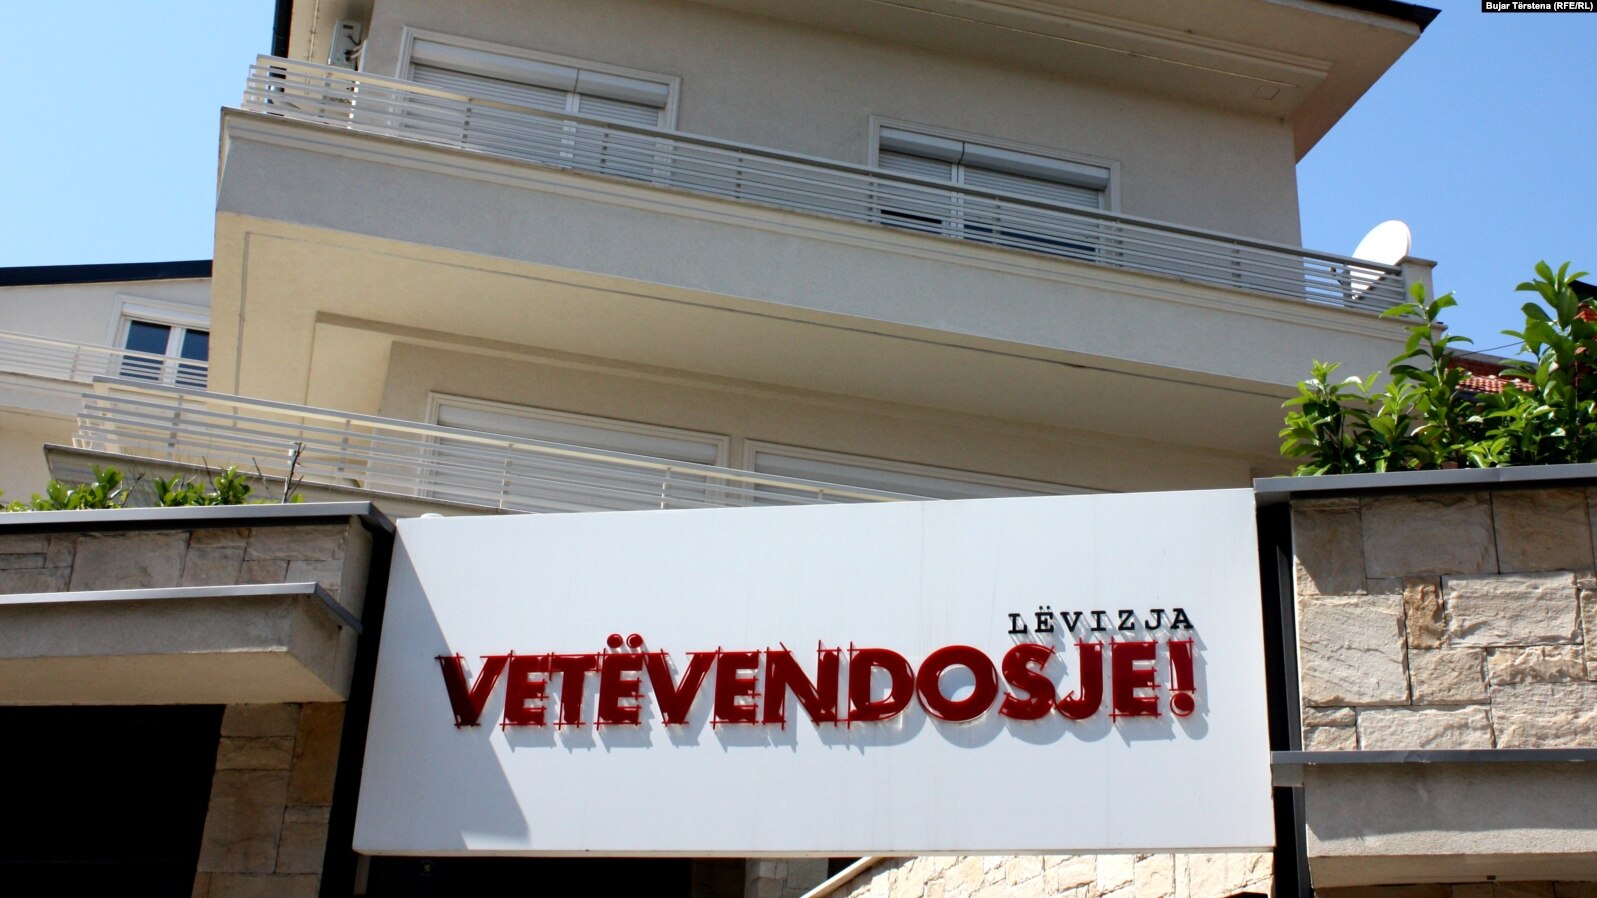 Bujar Tërstena (RFE/RL)
LËVIZJA
VETËVENDOSJE!